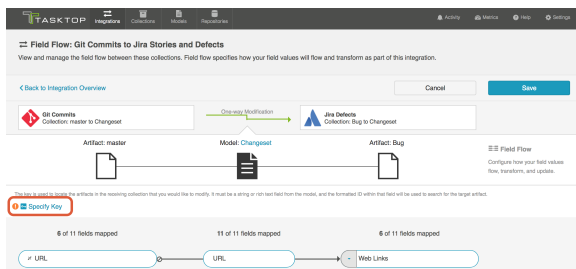 TASKTOP
Integrations
Collections
Models
Repositories
Activity
Metrics
Help
Settings
Field Flow: Git Commits to Jira Stories and Defects
View and manage the field flow between these collections. Field flow specifies how your field values will flow and transform as part of this integration.
Back to Integration Overview
Cancel
Save
Git Commits
Collection: master to Changeset
One-way Modification
Jira Defects
Collection: Bug to Changeset
Artifact: master
Model: Changeset
Artifact: Bug
Field Flow
Configure how your field values
flow, transform, and update.
The key is used to locate the artifacts in the receiving collection that you would like to modify. It must be a string or rich text field from the model, and the formatted ID within that field will be used to search for the target artifact.
Specify Key
6 of 11 fields mapped
11 of 11 fields mapped
6 of 11 fields mapped
URL
URL
- Web Links